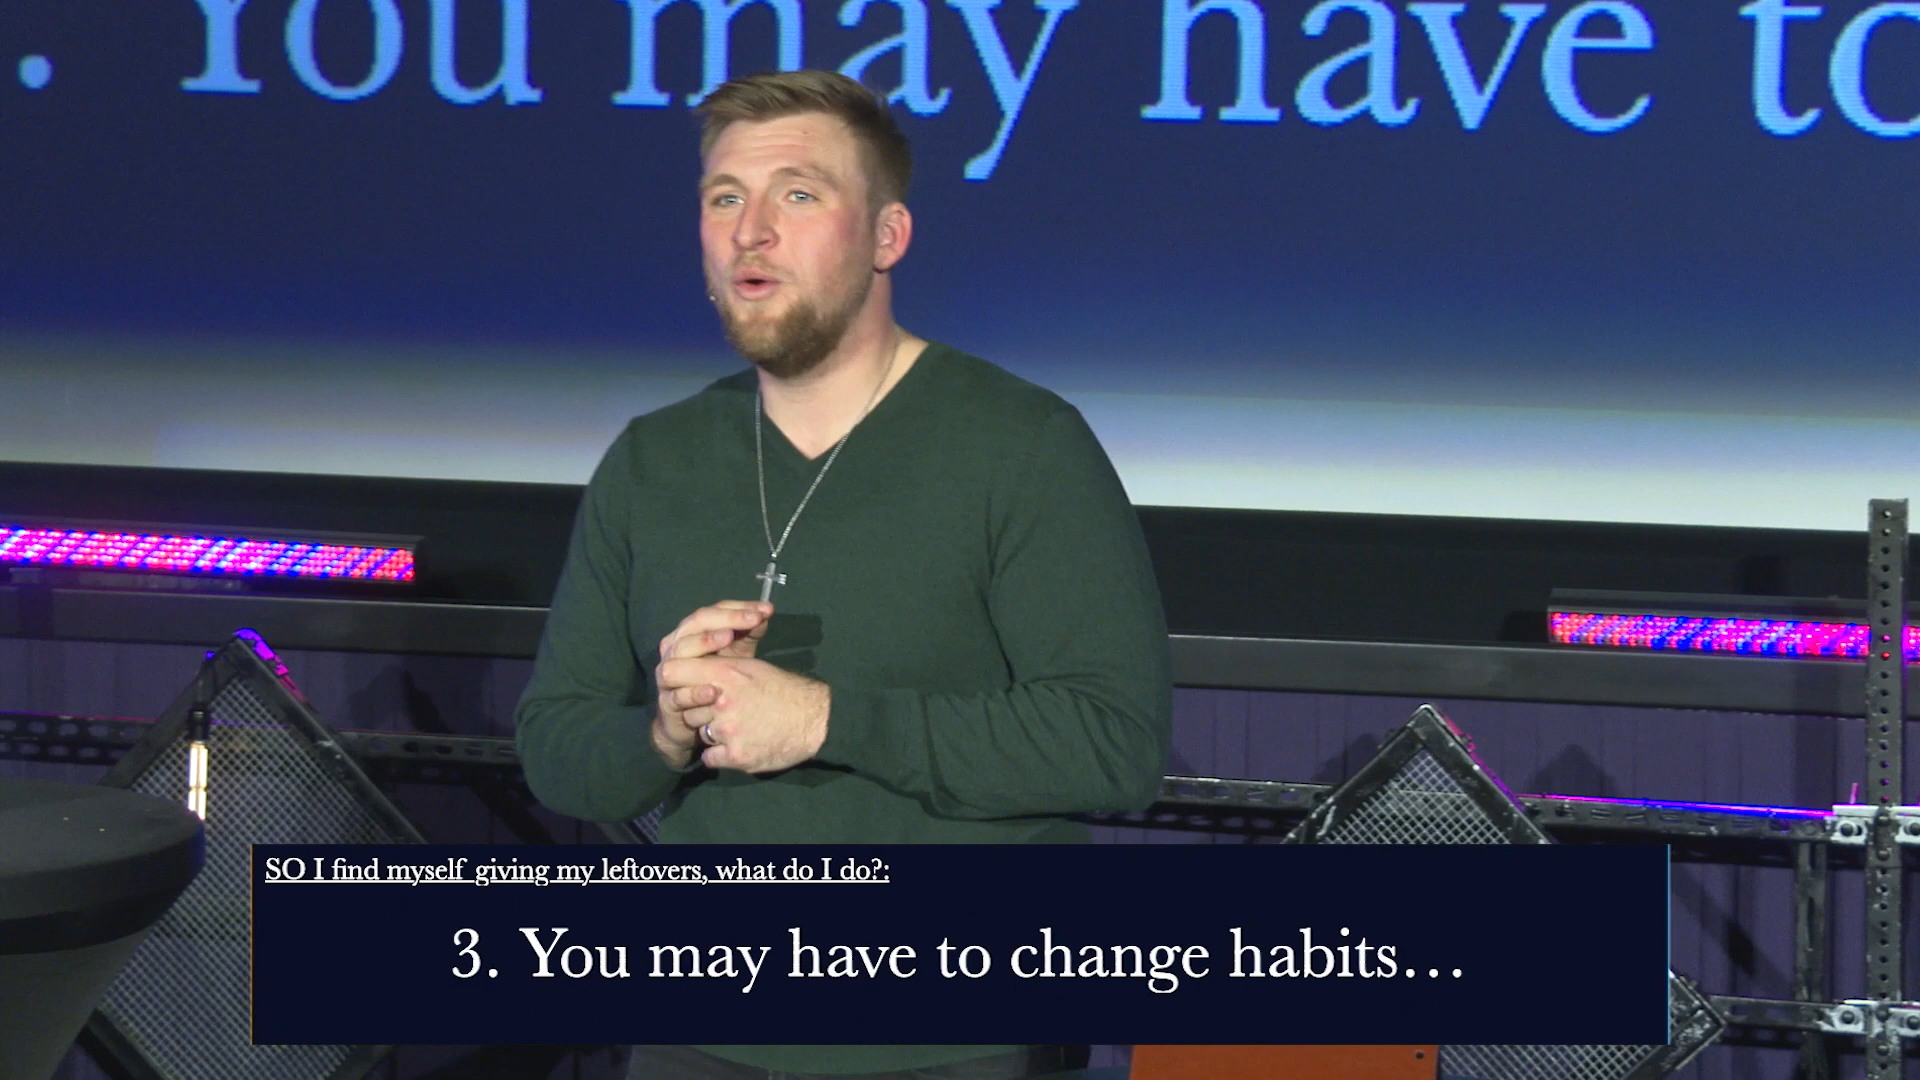 . You may have to
SO I find myself giving my leftovers, what do I do?:
3. You may have to change habits…